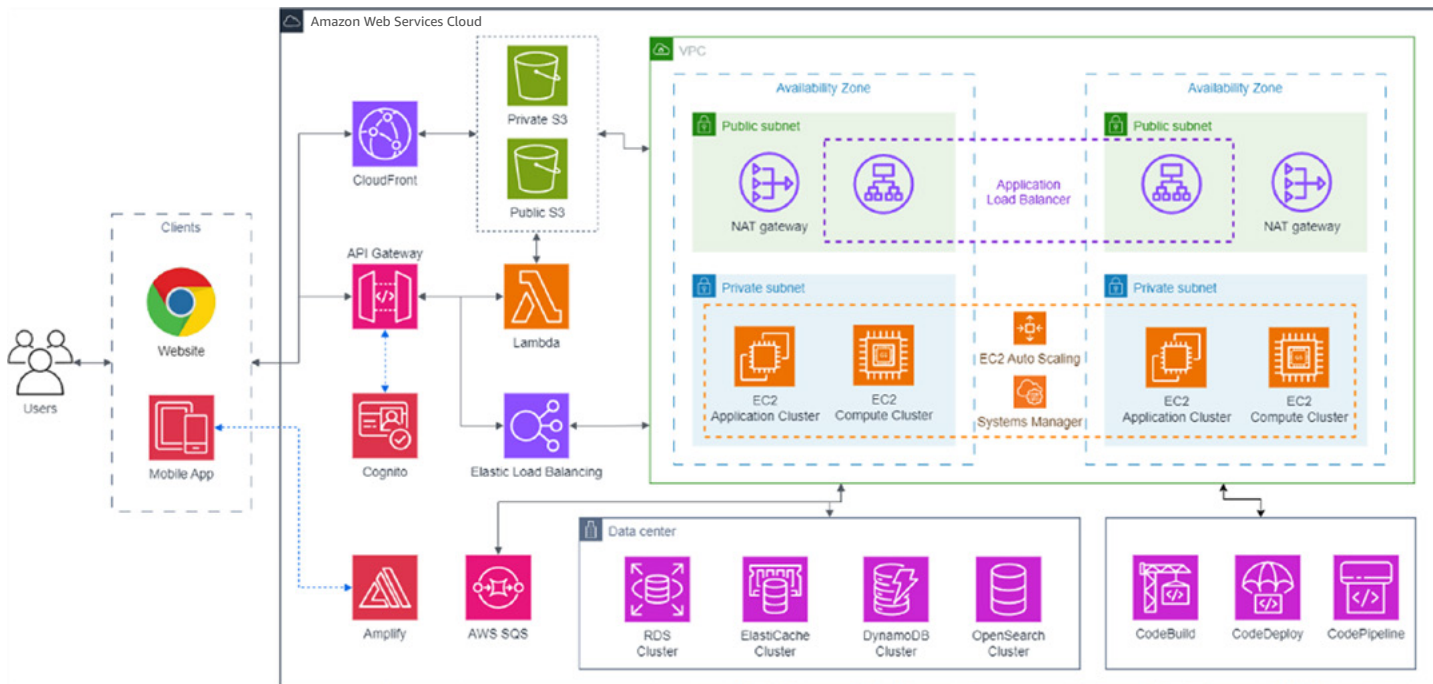 Amazon Web Services Cloud
Private S3
Public S3
CloudFront
Clients
Website
Mobile App
Users
API Gateway
Lambda
Cognito
Elastic Load Balancing
Amplify
AWS SQS
VPC
Availability Zone
Availability Zone
Public subnet
Public subnet
NAT gateway
Application
Load Balancer
NAT gateway
Private subnet
Private subnet
EC2
Application Cluster
EC2
Compute Cluster
EC2 Auto Scaling
Systems Manager
EC2
Application Cluster
EC2
Compute Cluster
Data center
RDS
Cluster
ElastiCache
Cluster
DynamoDB
Cluster
OpenSearch
Cluster
CodeBuild
CodeDeploy
CodePipeline